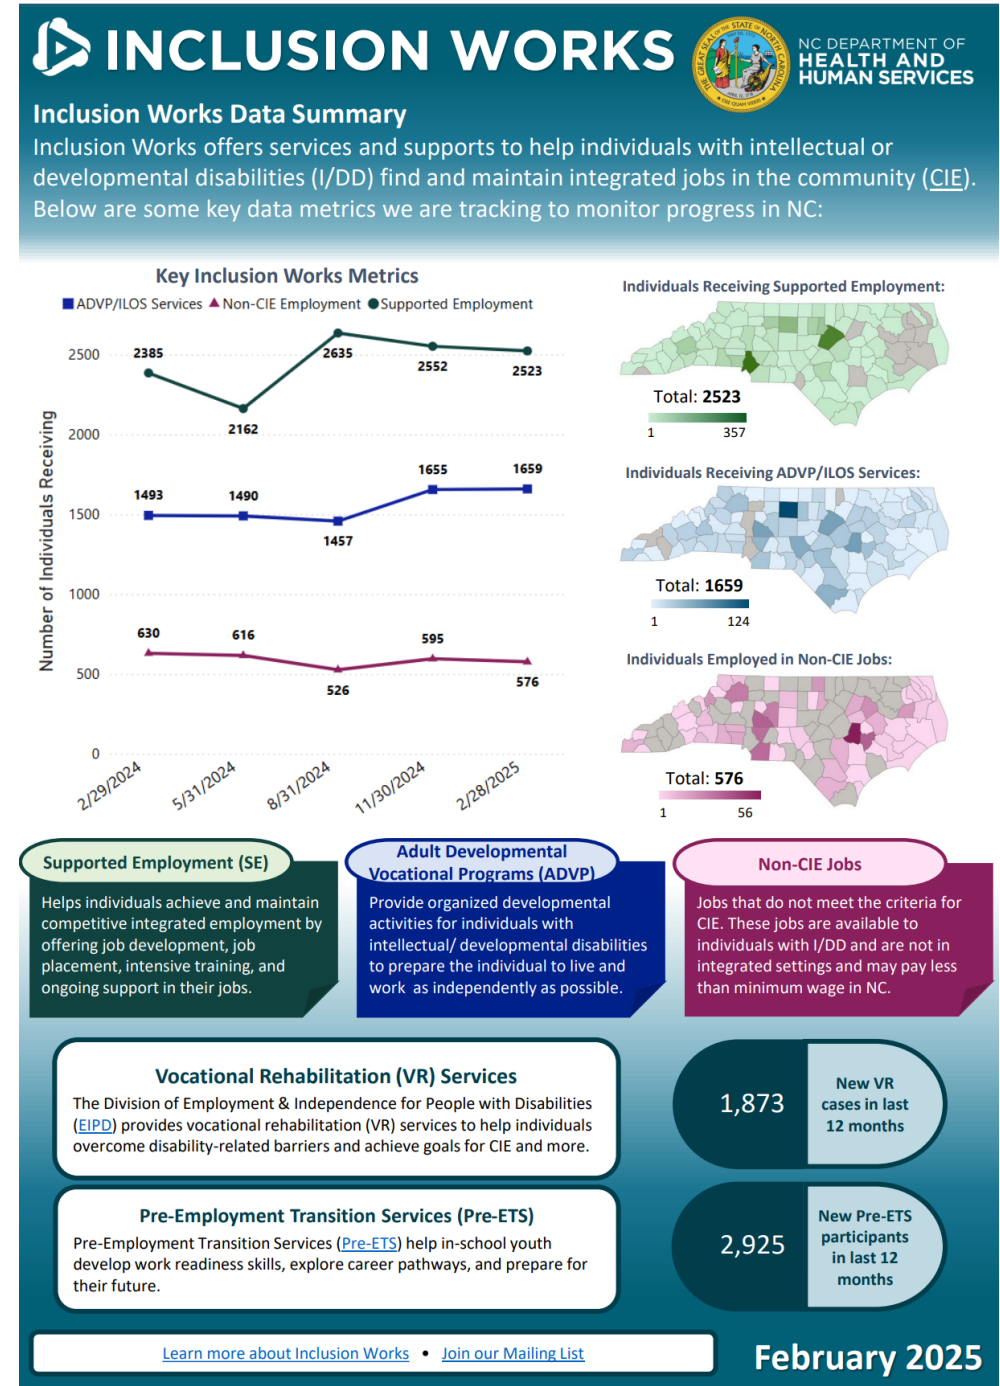 INCLUSION WORKS
THE GREAT SEAL OF THE STATE OF NORTH CAROLINA
ESSE QUAM VIDERI
NC DEPARTMENT OF
HEALTH AND
HUMAN SERVICES
Inclusion Works Data Summary
Inclusion Works offers services and supports to help individuals with intellectual or
developmental disabilities (I/DD) find and maintain integrated jobs in the community (CIE).
Below are some key data metrics we are tracking to monitor progress in NC:
Key Inclusion Works Metrics
ADVP/ILOS Services Non-CIE Employment Supported Employment
Number of Individuals Receiving
2500
2000
1500
1000
500
0
2385
2162
2635
2552
2523
1493
1490
1457
1655
1659
630
616
526
595
576
2/29/2024
5/31/2024
8/31/2024
11/30/2024
2/28/2025
Individuals Receiving Supported Employment:
Total: 2523
1 357
Individuals Receiving ADVP/ILOS Services:
Total: 1659
1 124
Individuals Employed in Non-CIE Jobs:
Total: 576
1 56
Supported Employment (SE)
Helps individuals achieve and maintain
competitive integrated employment by
offering job development, job
placement, intensive training, and
ongoing support in their jobs.
Adult Developmental
Vocational Programs (ADVP)
Provide organized developmental
activities for individuals with
intellectual/ developmental disabilities
to prepare the individual to live and
work as independently as possible.
Non-CIE Jobs
Jobs that do not meet the criteria for
CIE. These jobs are available to
individuals with I/DD and are not in
integrated settings and may pay less
than minimum wage in NC.
Vocational Rehabilitation (VR) Services
The Division of Employment & Independence for People with Disabilities
(EIPD) provides vocational rehabilitation (VR) services to help individuals
overcome disability-related barriers and achieve goals for CIE and more.
1,873
New VR
cases in last
12 months
Pre-Employment Transition Services (Pre-ETS)
Pre-Employment Transition Services (Pre-ETS) help in-school youth
develop work readiness skills, explore career pathways, and prepare for
their future.
2,925
New Pre-ETS
participants
in last 12
months
Learn more about Inclusion Works • Join our Mailing List
February 2025